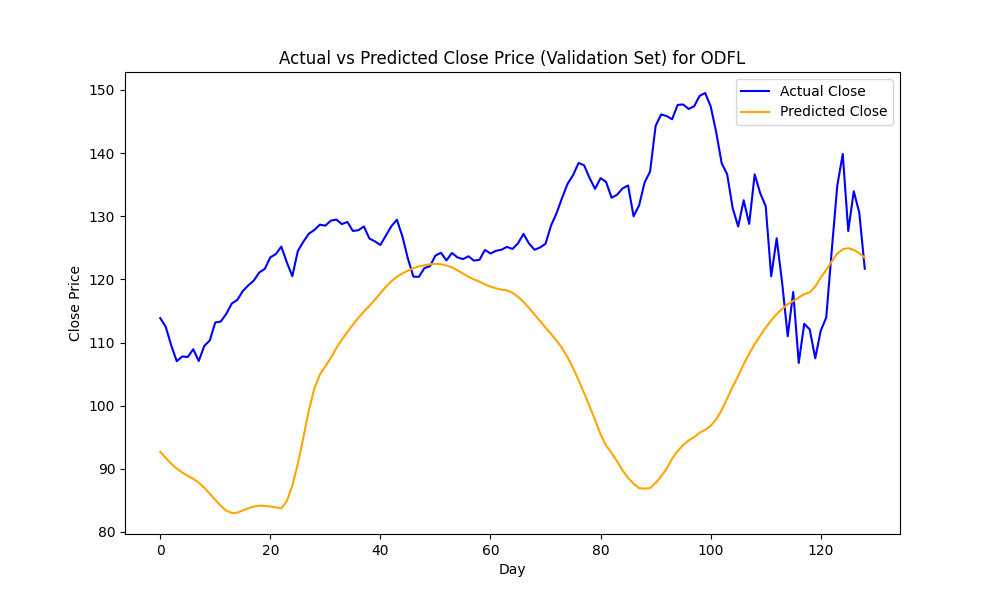 Actual vs Predicted Close Price (Validation Set) for ODFL
Actual Close
Predicted Close
Close Price
150
140
130
120
110
100
90
80
0 20 40 60 80 100 120
Day